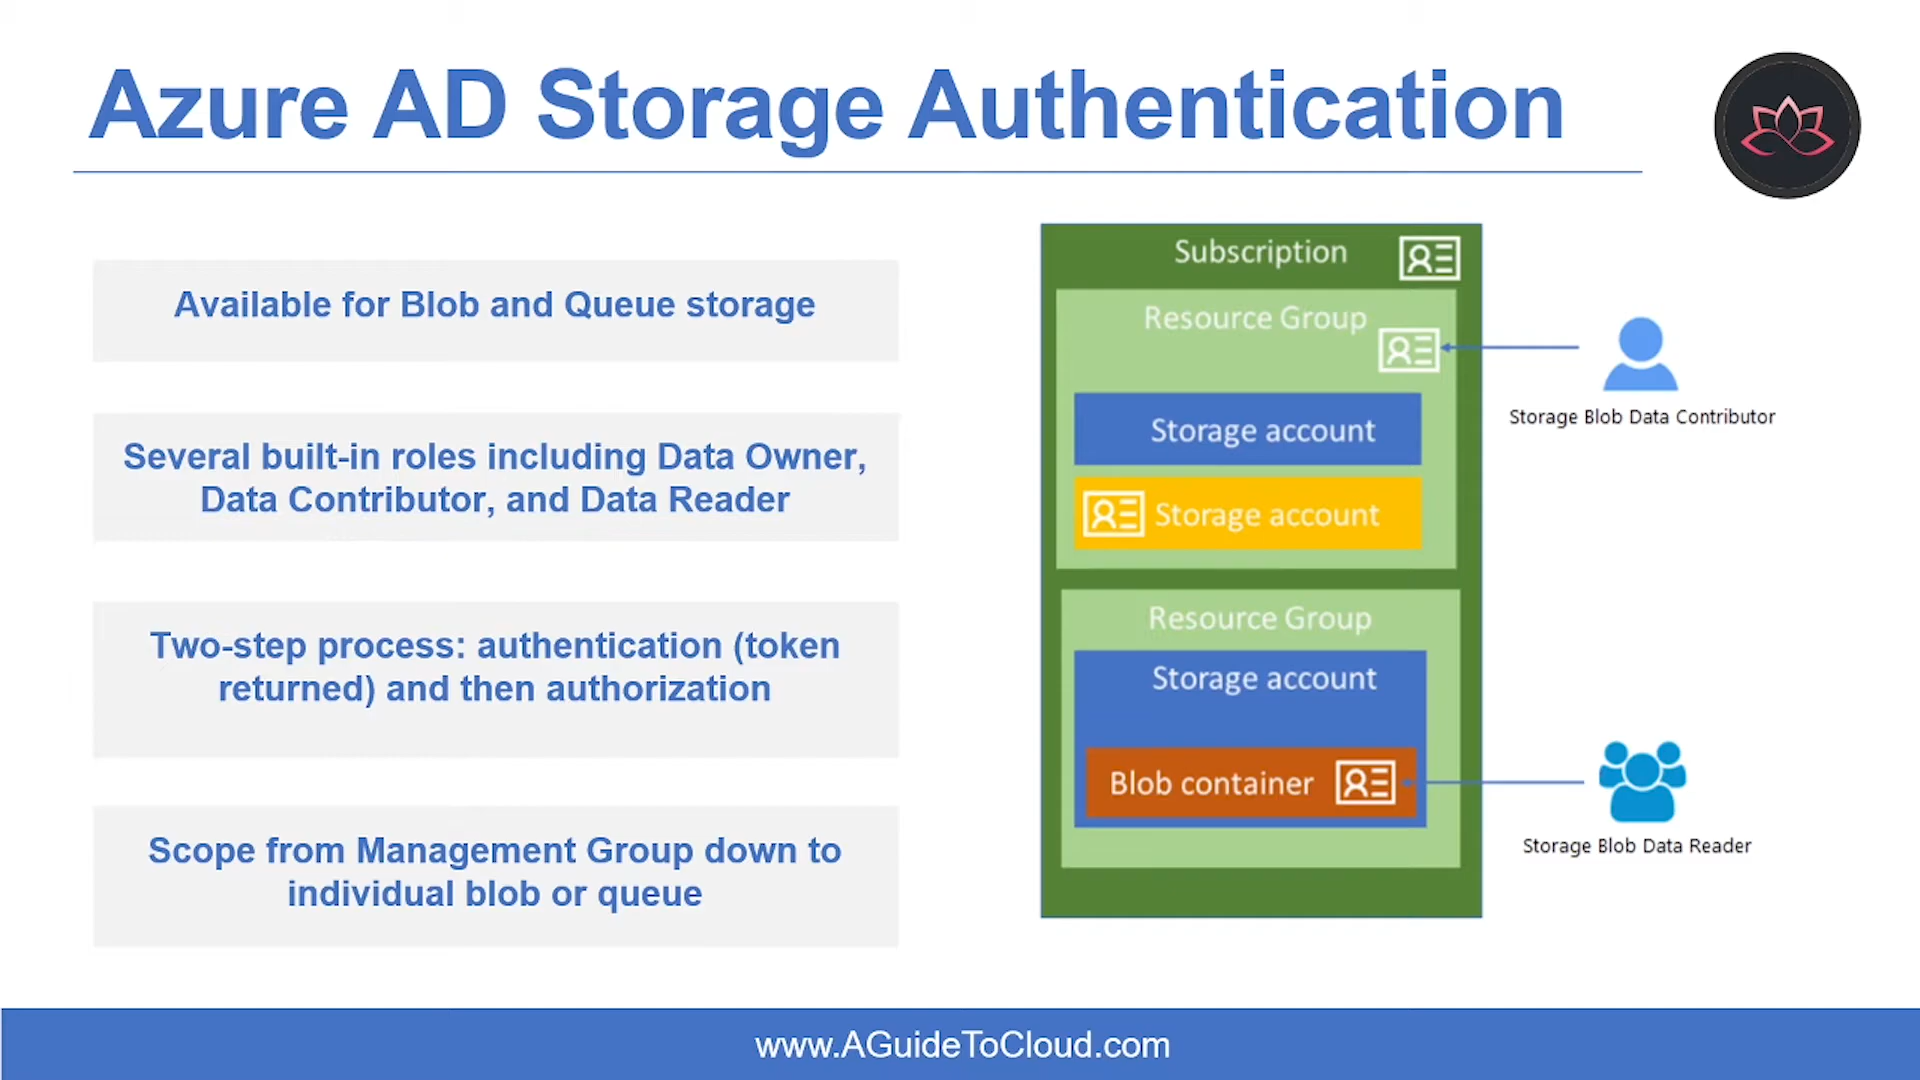 Azure AD Storage Authentication
Available for Blob and Queue storage
Several built-in roles including Data Owner,
Data Contributor, and Data Reader
Two-step process: authentication (token
returned) and then authorization
Scope from Management Group down to
individual blob or queue
Subscription
Resource Group
Storage account
Storage account
Resource Group
Storage account
Blob container
Storage Blob Data Contributor
Storage Blob Data Reader
www.AGuideToCloud.com